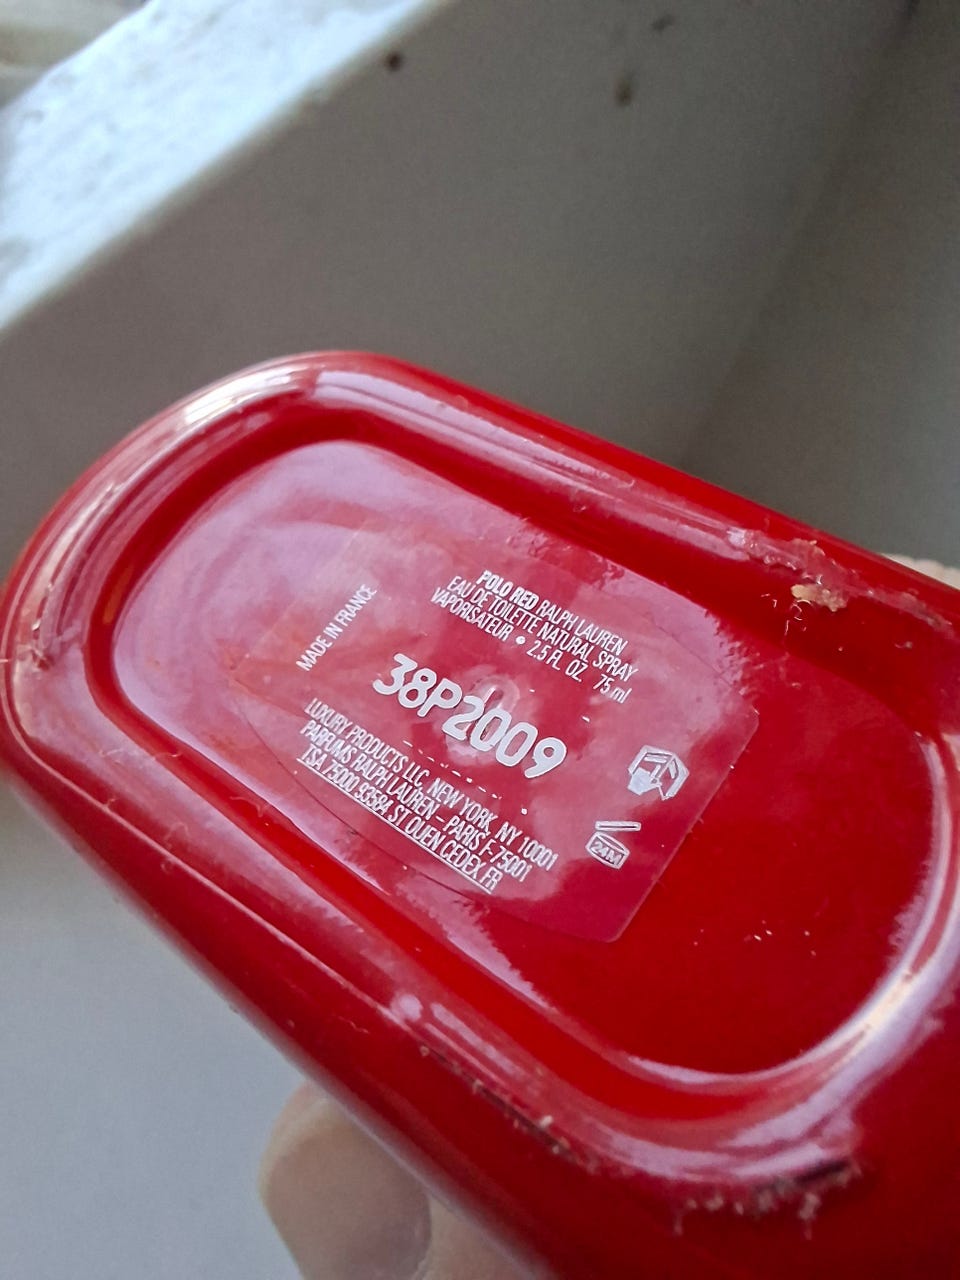 POLO RED RALPH LAUREN
EAU DE TOILETTE NATURAL SPRAY
VAPORISATEUR • 2.5 FL. OZ 75 ml
MADE IN FRANCE
38P2009
LUXURY PRODUCTS LLC, NEW YORK, NY 10001
PARFUMS RALPH LAUREN – PARIS F-75001
TSA 75000 93584 ST OUEN CEDEX FR
24M